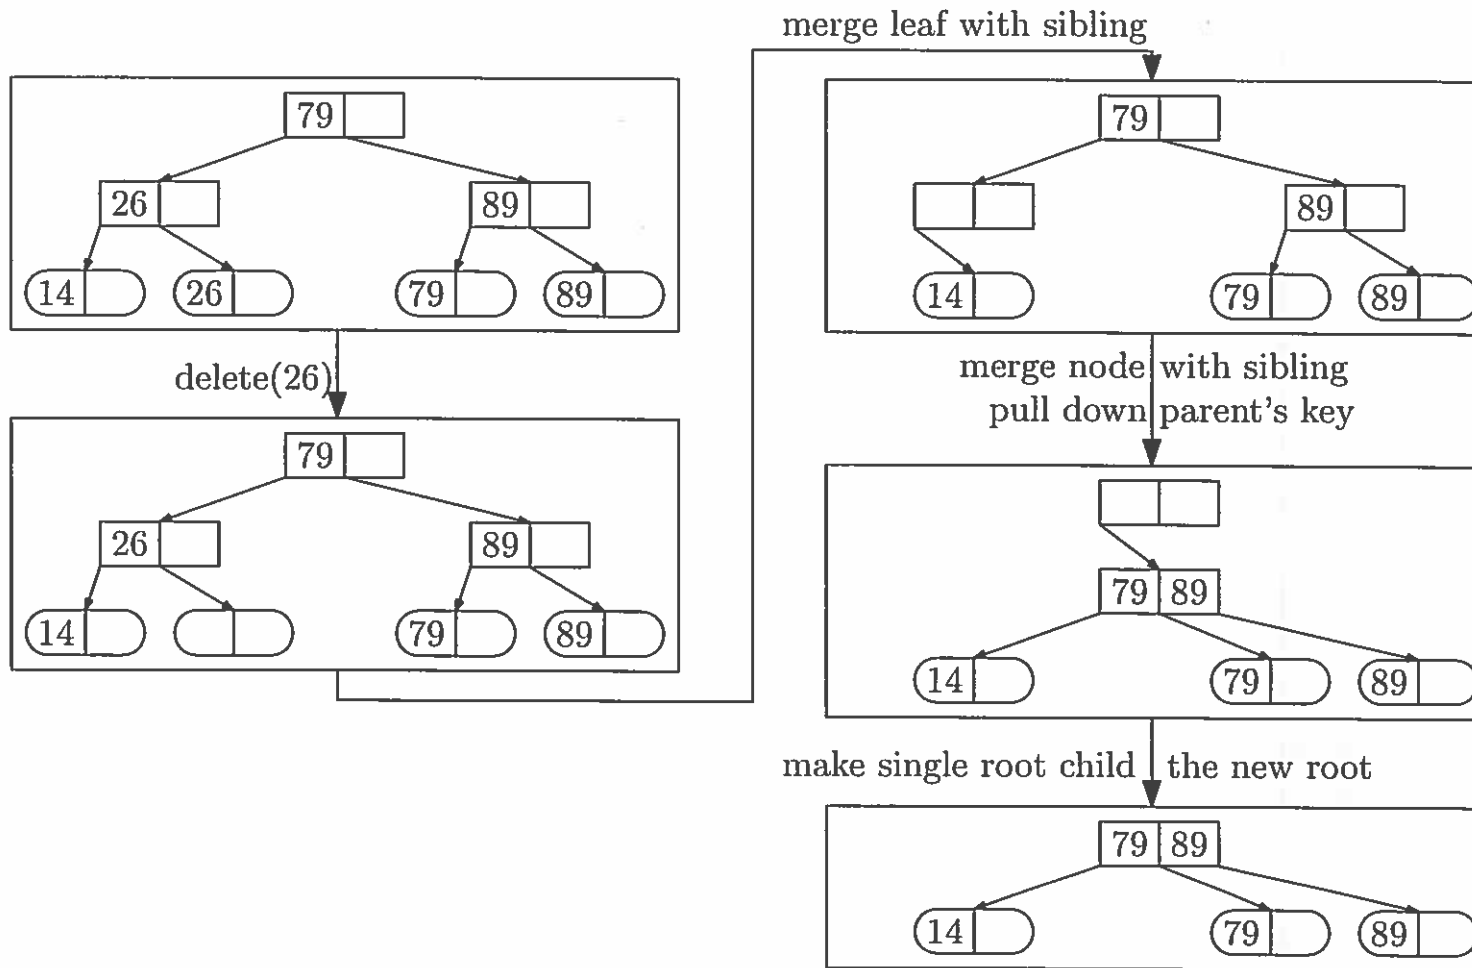 79
26 89
14 26 79 89
delete(26)
79
26 89
14 79 89
merge leaf with sibling
79
89
14 79 89
merge node with sibling
pull down parent's key
79 89
14 79 89
make single root child the new root
79 89
14 79 89